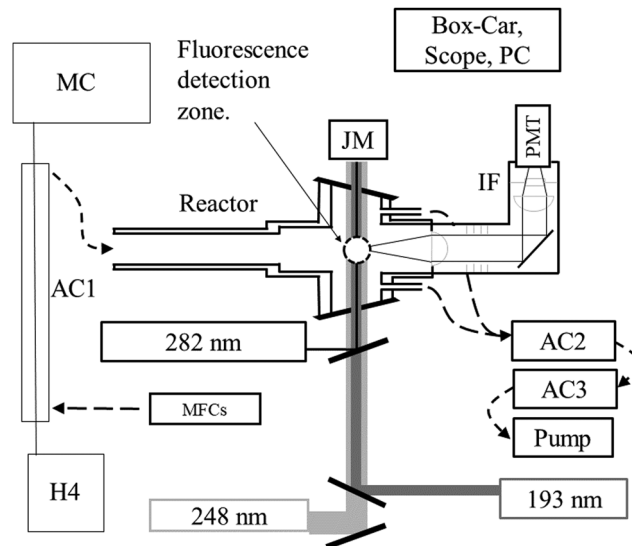 Box-Car,
Scope, PC
Fluorescence
detection
zone.
MC
JM
PMT
IF
Reactor
AC1
282 nm
AC2
AC3
MFCs
Pump
H4
248 nm
193 nm